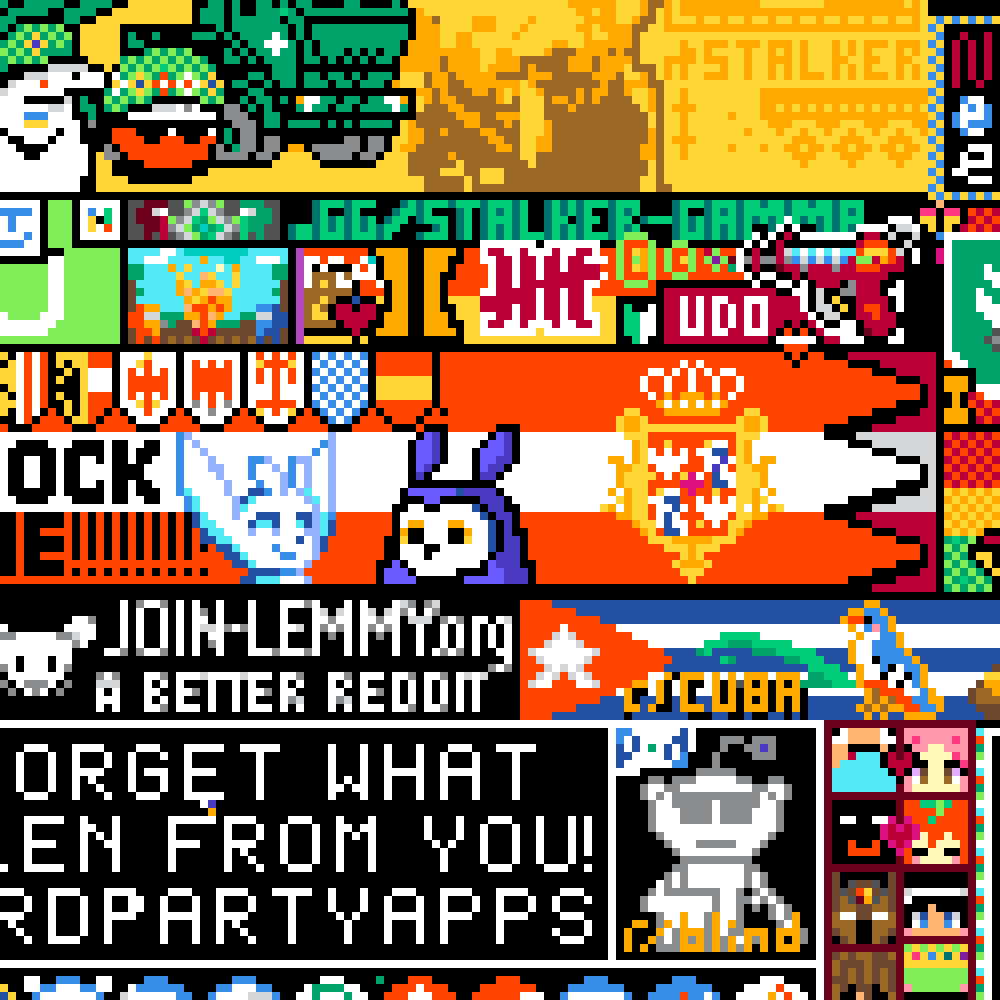 #STALKER
.GG/STALKER-GAMMA
UDO
OCK
E!!!!!!!!!
JOIN-LEMMY.org
A BETTER REDDIT
r/CUBA
ORGET WHAT
LEN FROM YOU!
RDPARTYAPPS
r/blind